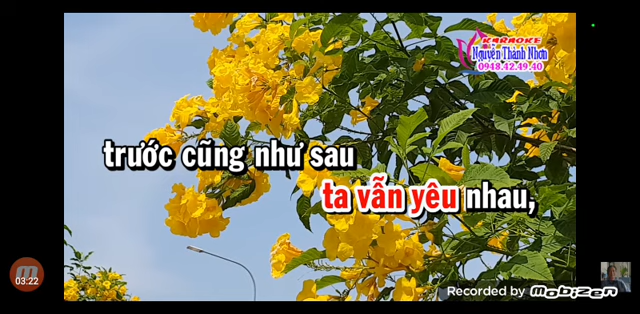 KARAOKE
Nguyễn Thành Nhơn
0948.42.49.40
trước cũng như sau
ta vẫn yêu nhau,
03:22
Recorded by Mobizen